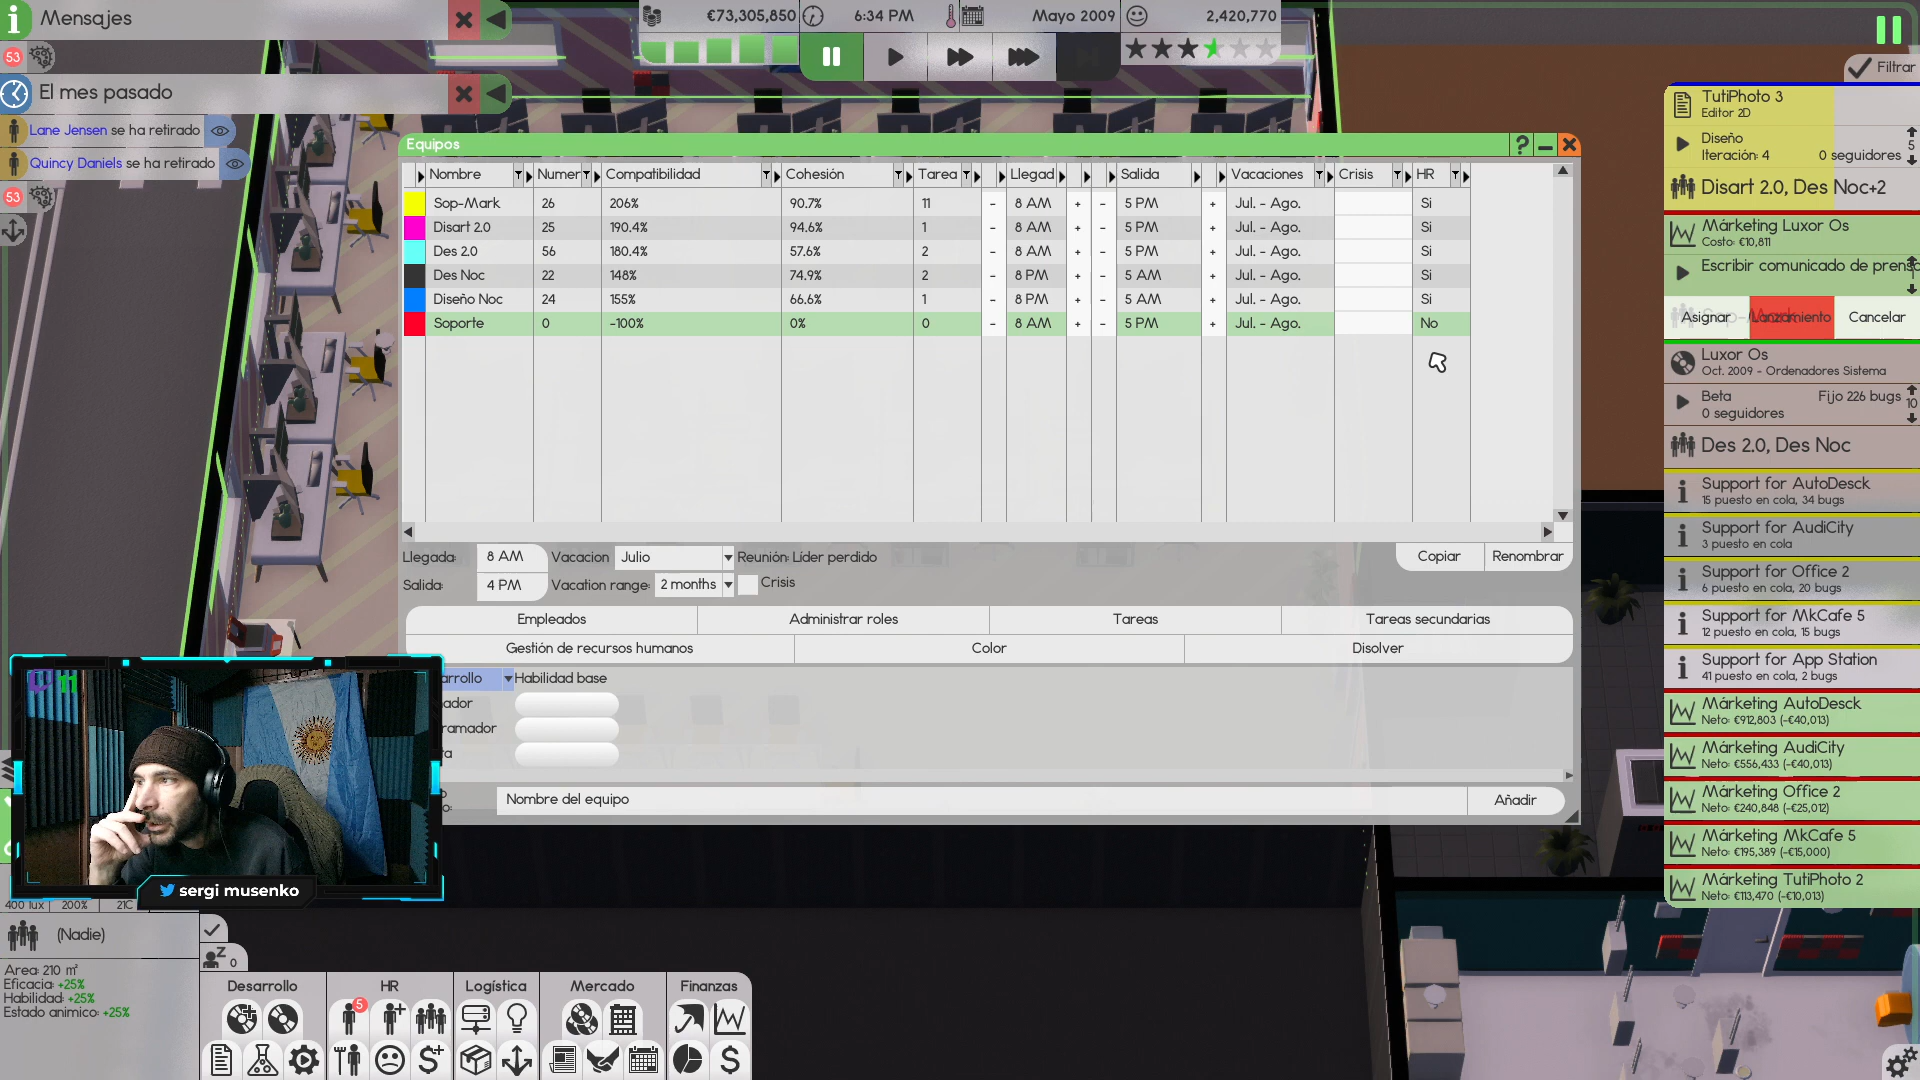 Mensajes
53
El mes pasado
Lane Jensen se ha retirado
Quincy Daniels se ha retirado
53
€73,305,850
6:34 PM
Mayo 2009
2,420,770
Filtrar
Equipos
?
Nombre Numer Compatibilidad Cohesión Tarea Llegad Salida Vacaciones Crisis HR
Sop-Mark 26 206% 90.7% 11 - 8 AM + - 5 PM + Jul. - Ago. Si
Disart 2.0 25 190.4% 94.6% 1 - 8 AM + - 5 PM + Jul. - Ago. Si
Des 2.0 56 180.4% 57.6% 2 - 8 AM + - 5 PM + Jul. - Ago. Si
Des Noc 22 148% 74.9% 2 - 8 PM + - 5 AM + Jul. - Ago. Si
Diseño Noc 24 155% 66.6% 1 - 8 PM + - 5 AM + Jul. - Ago. Si
Soporte 0 -100% 0% 0 - 8 AM + - 5 PM + Jul. - Ago. No
Llegada: 8 AM Vacacion Julio Reunión: Líder perdido
Copiar Renombrar
Salida: 4 PM Vacation range: 2 months Crisis
Empleados Administrar roles Tareas Tareas secundarias
Gestión de recursos humanos Color Disolver
arrollo Habilidad base
ador
ramador
ta
o:
Nombre del equipo
Añadir
TutiPhoto 3
Editor 2D
Diseño
Iteración: 4 0 seguidores
5
Disart 2.0, Des Noc+2
Márketing Luxor Os
Costo: €10,811
Escribir comunicado de prensa
Asignar Lanzamiento Cancelar
Luxor Os
Oct. 2009 - Ordenadores Sistema
Beta Fijo 226 bugs
0 seguidores
10
Des 2.0, Des Noc
Support for AutoDesck
15 puesto en cola, 34 bugs
Support for AudiCity
3 puesto en cola
Support for Office 2
6 puesto en cola, 20 bugs
Support for MkCafe 5
12 puesto en cola, 15 bugs
Support for App Station
41 puesto en cola, 2 bugs
Márketing AutoDesck
Neto: €912,803 (-€40,013)
Márketing AudiCity
Neto: €556,433 (-€40,013)
Márketing Office 2
Neto: €240,848 (-€25,012)
Márketing MkCafe 5
Neto: €195,389 (-€15,000)
Márketing TutiPhoto 2
Neto: €113,470 (-€10,013)
11
sergi musenko
400 lux 200% 21C
(Nadie)
Z
0
Area: 210 m²
Eficacia: +25%
Habilidad: +25%
Estado animico: +25%
Desarrollo HR Logística Mercado Finanzas
5